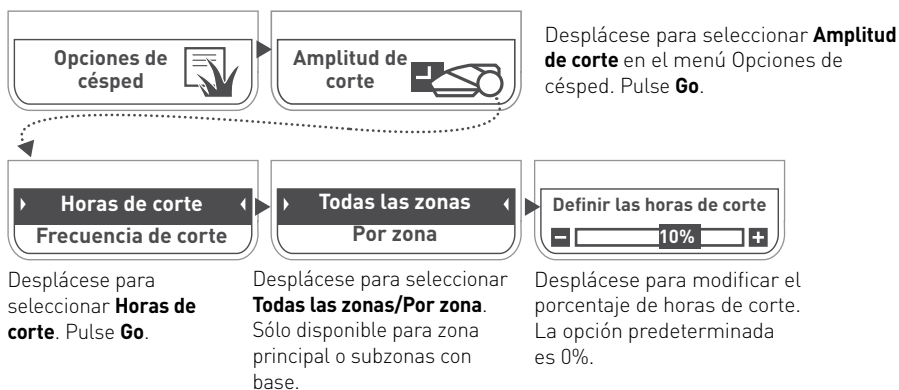 Opciones de
césped
Amplitud de
corte
Desplácese para seleccionar Amplitud
de corte en el menú Opciones de
césped. Pulse Go.
Horas de corte
Frecuencia de corte
Todas las zonas
Por zona
Definir las horas de corte
10%
Desplácese para
seleccionar Horas de
corte. Pulse Go.
Desplácese para seleccionar
Todas las zonas/Por zona.
Sólo disponible para zona
principal o subzonas con
base.
Desplácese para modificar el
porcentaje de horas de corte.
La opción predeterminada
es 0%.